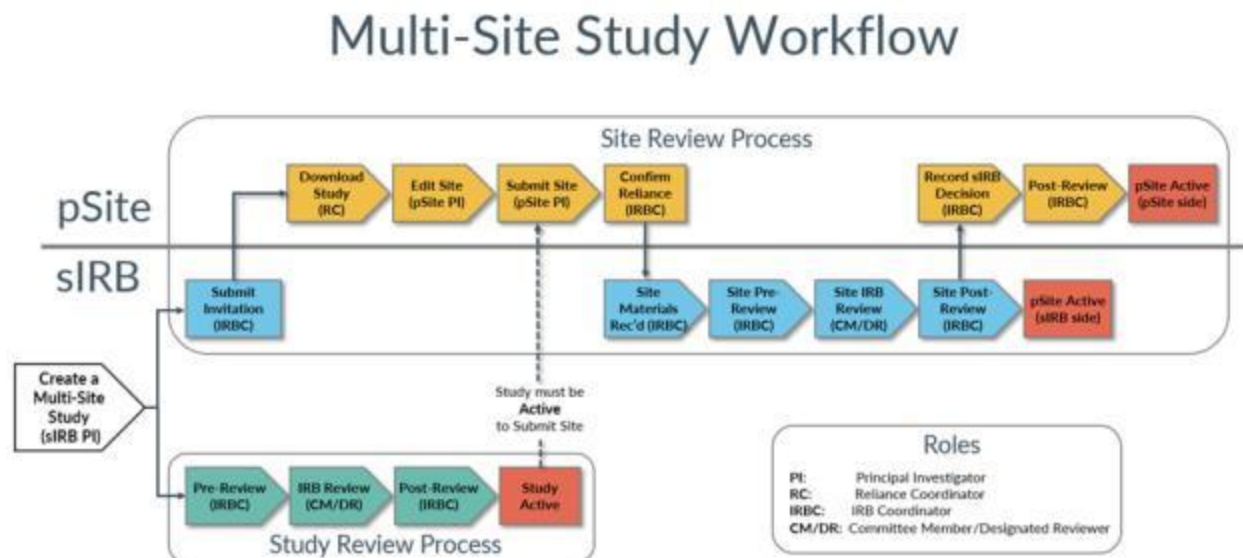 Multi-Site Study Workflow
Site Review Process
pSite
Download
Study
(RC)
Edit Site
(pSite PI)
Submit Site
(pSite PI)
Confirm
Reliance
(IRBC)
Record sIRB
Decision
(IRBC)
Post-Review
(IRBC)
pSite Active
(pSite side)
sIRB
Submit
Invitation
(IRBC)
Site
Materials
Rec'd (IRBC)
Site Pre-
Review
(IRBC)
Site IRB
Review
(CM/DR)
Site Post-
Review
(IRBC)
pSite Active
(sIRB side)
Create a
Multi-Site
Study
(sIRB PI)
Study must be
Active
to Submit Site
Pre-Review
(IRBC)
IRB Review
(CM/DR)
Post-Review
(IRBC)
Study
Active
Study Review Process
Roles
PI: Principal Investigator
RC: Reliance Coordinator
IRBC: IRB Coordinator
CM/DR: Committee Member/Designated Reviewer